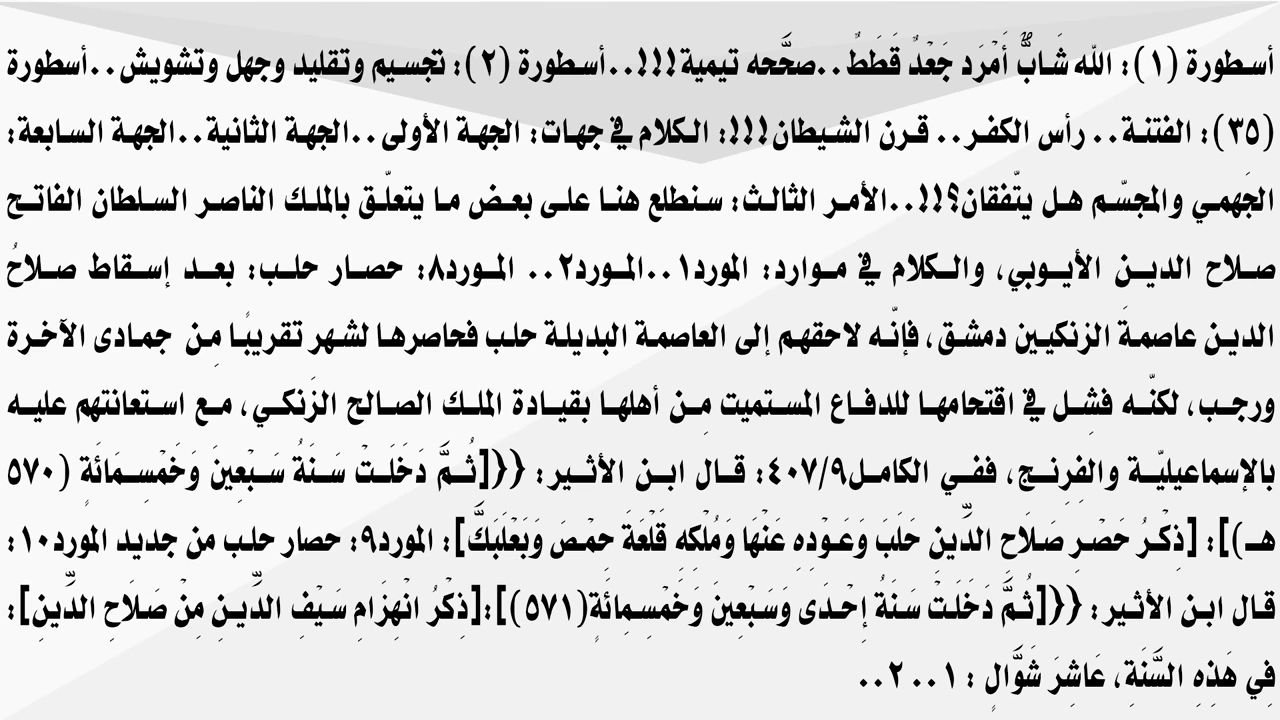 أسطورة (١): الله شَابٌّ أَمْرَد جَعْدٌ قَطَطٌ..صحَّحه تيمية!!!..أسطورة (٢): تجسيم وتقليد وجهل وتشويش..أسطورة
(٣٥): الفتنة.. رأس الكفر.. قرن الشيطان!!!: الكلام في جهات: الجهة الأولى..الجهة الثانية..الجهة السابعة:
الجَهمي والمجسّم هل يتّفقان؟!!..الأمر الثالث: سنطلع هنا على بعض ما يتعلّق بالملك الناصر السلطان الفاتح
صلاح الدين الأيوبي، والكلام في موارد: المورد١..المورد٢.. المورد٨: حصار حلب: بعد إسقاط صلاحُ
الدين عاصمةَ الزنكيين دمشق، فإنّه لاحقهم إلى العاصمة البديلة حلب فحاصرها لشهر تقريبًا مِن جمادى الآخرة
ورجب، لكنّه فشِل في اقتحامها للدفاع المستميت مِن أهلها بقيادة الملك الصالح الزَنكي، مع استعانتهم عليه
بالإسماعيليّة والفِرنج، ففي الكامل٤٠٧/٩: قال ابن الأثير: {{[ثُمَّ دَخَلَتْ سَنَةُ سَبْعِينَ وَخَمْسِمَائَةٍ (٥٧٠
هـ)]: [ذِكْرُ حَصْرِ صَلَاحِ الدِّينِ حَلَبَ وَعَوْدِهِ عَنْهَا وَمُلْكِهِ قَلْعَةَ حِمْصَ وَبَعْلَبَكَّ]: المورد٩: حصار حلب من جديد المورد١٠:
قال ابن الأثير: {{[ثُمَّ دَخَلَتْ سَنَةُ إِحْدَى وَسَبْعِينَ وَخَمْسِمِائَةٍ(٥٧١)]:[ذِكْرُ انْهِزَامِ سَيْفِ الدِّينِ مِنْ صَلَاحِ الدِّينِ]:
فِي هَذِهِ السَّنَةِ، عَاشِرَ شَوَّالٍ : ١.. ٢..